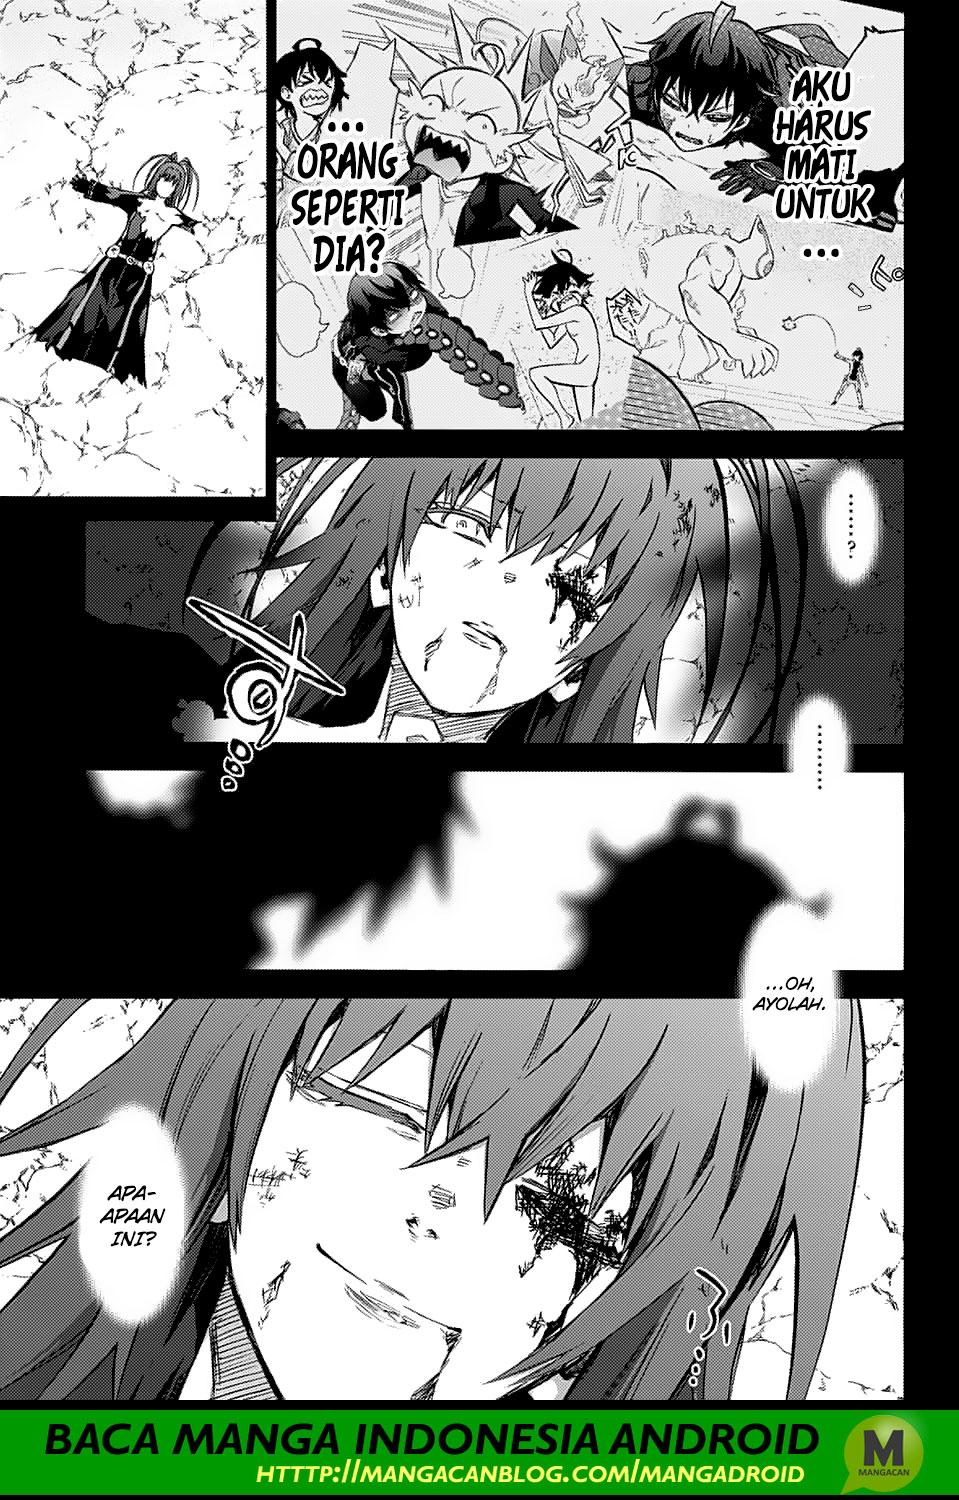 AKU
HARUS
MATI
UNTUK
...
...
ORANG
SEPERTI
DIA?
......?
........
...OH,
AYOLAH.
APA-
APAAN
INI?
BACA MANGA INDONESIA ANDROID
HTTTP://MANGACANBLOG.COM/MANGADROID
M
MANGACAN